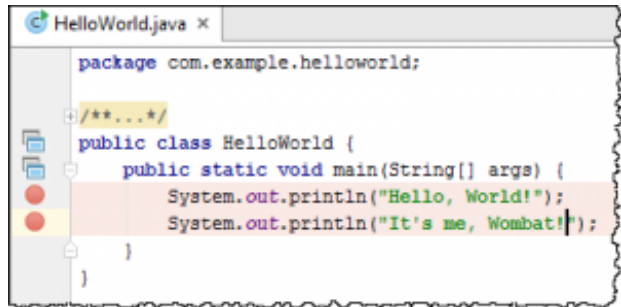 HelloWorld.java ×
package com.example.helloworld;
/**...*/
public class HelloWorld {
public static void main(String[] args) {
System.out.println("Hello, World!");
System.out.println("It's me, Wombat!");
}
}